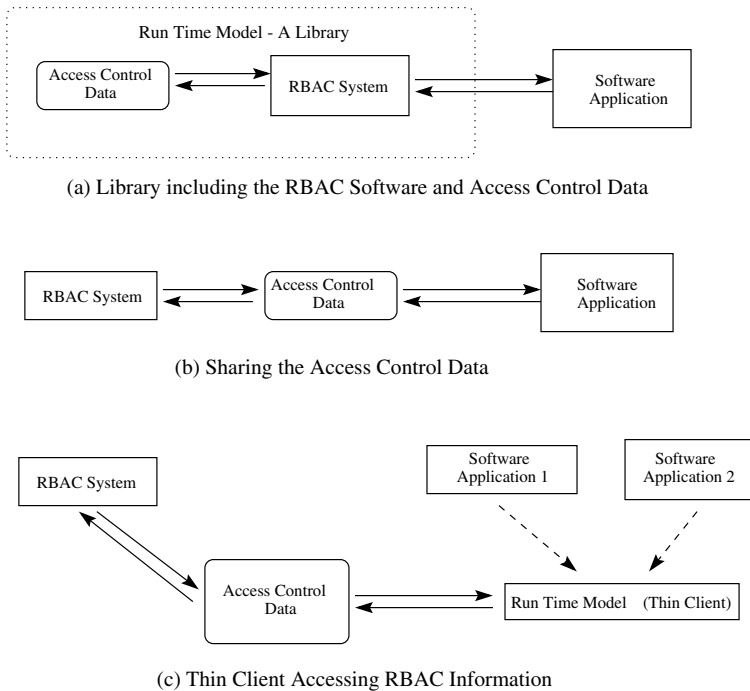 Run Time Model - A Library
Access Control
Data
RBAC System
Software
Application
(a) Library including the RBAC Software and Access Control Data
RBAC System
Access Control
Data
Software
Application
(b) Sharing the Access Control Data
RBAC System
Software
Application 1
Software
Application 2
Access Control
Data
Run Time Model (Thin Client)
(c) Thin Client Accessing RBAC Information